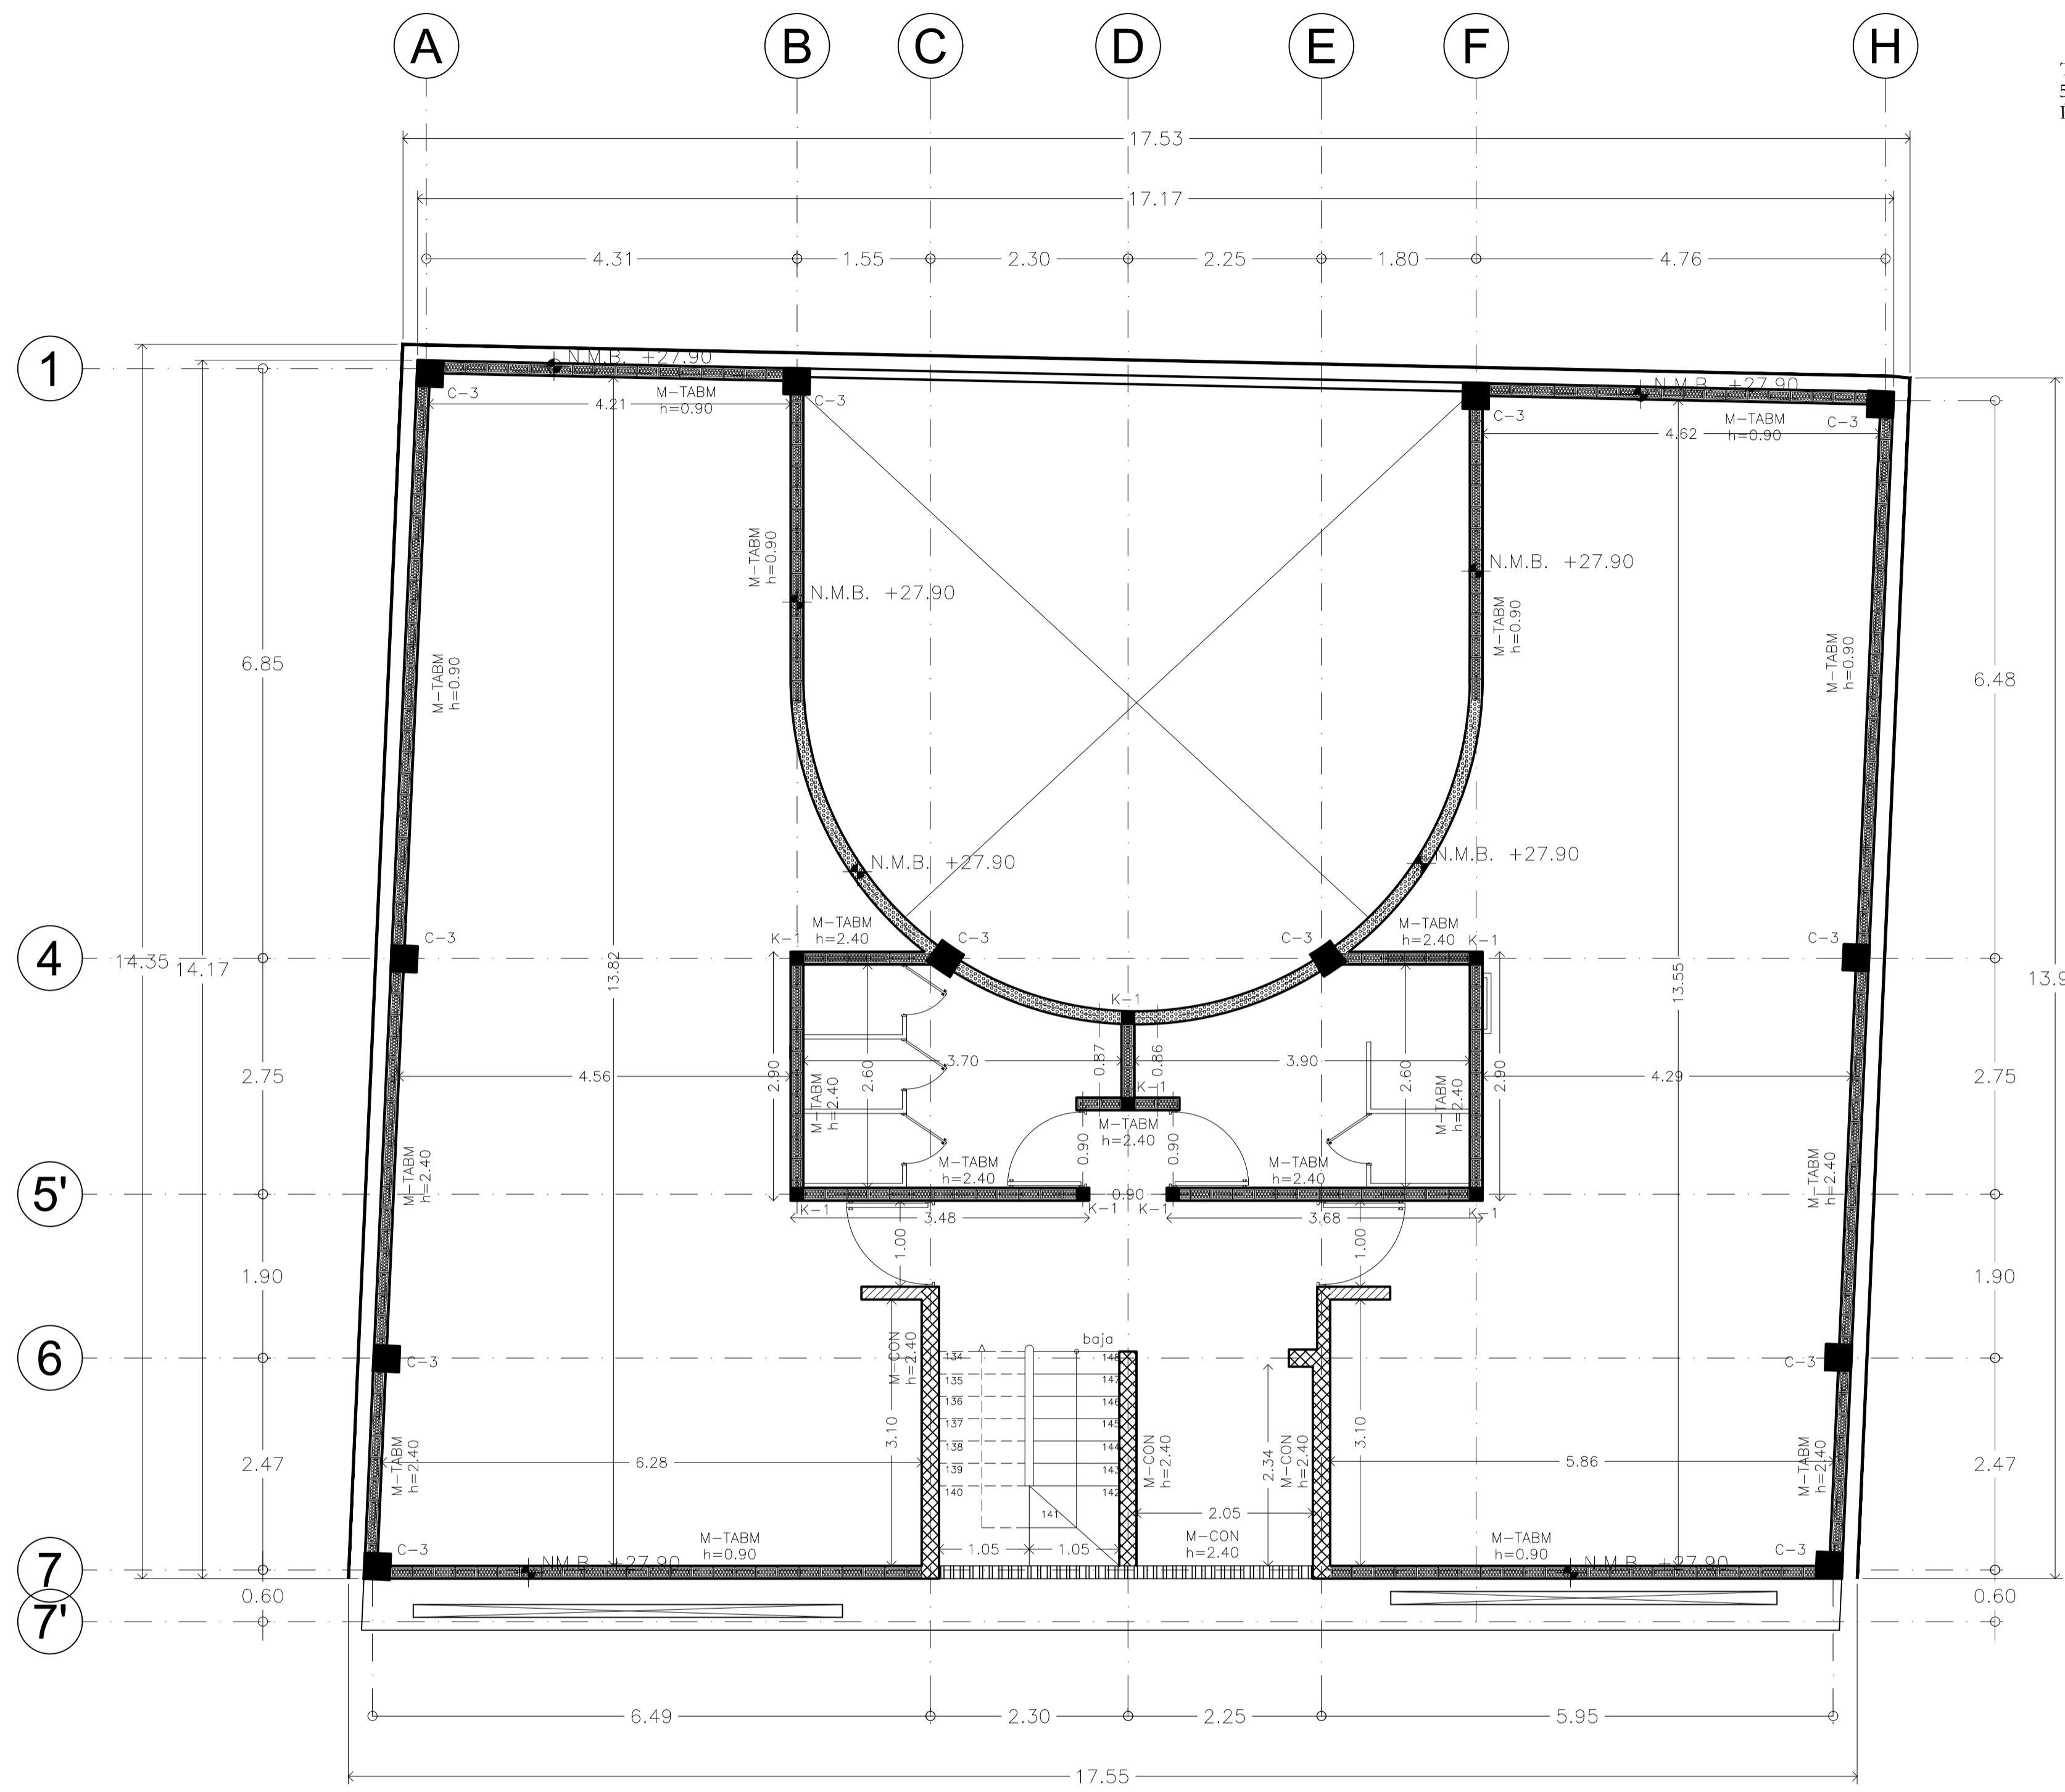 A B C D E F H
17.53
17.17
4.31 1.55 2.30 2.25 1.80 4.76
1
N.M.B. +27.90
N.M.B. +27.90
M-TABM
h=0.90
C-3
4.21
C-3
C-3
4.62
M-TABM
h=0.90
C-3
M-TABM
h=0.90
N.M.B. +27.90
N.M.B. +27.90
M-TABM
h=0.90
6.85
M-TABM
h=0.90
M-TABM
h=0.90
6.48
N.M.B. +27.90
N.M.B. +27.90
4
14.35
14.17
C-3
13.82
K-1
M-TABM
h=2.40
C-3
C-3
M-TABM
h=2.40
K-1
13.55
C-3
K-1
2.75
4.56
2.90
M-TABM
h=2.40
2.60
3.70
0.87
0.86
3.90
2.60
M-TABM
h=2.40
2.90
4.29
2.75
K-1
M-TABM
h=2.40
0.90
0.90
M-TABM
h=2.40
M-TABM
h=2.40
M-TABM
h=2.40
M-TABM
h=2.40
5'
K-1
3.48
K-1
0.90
K-1
3.68
K-1
1.00
1.00
1.90
1.90
6
C-3
M-CON
h=2.40
baja
C-3
134 148
135 147
136 146
137 145
138 144
139 143
140 142
141
3.10
M-CON
h=2.40
2.34
M-CON
h=2.40
3.10
2.47
M-TABM
h=2.40
6.28
5.86
M-TABM
h=2.40
2.47
2.05
7
C-3
M-TABM
h=0.90
N.M.B. +27.90
1.05 1.05
M-CON
h=2.40
M-TABM
h=0.90
N.M.B. +27.90
C-3
7'
0.60
0.60
6.49 2.30 2.25 5.95
17.55